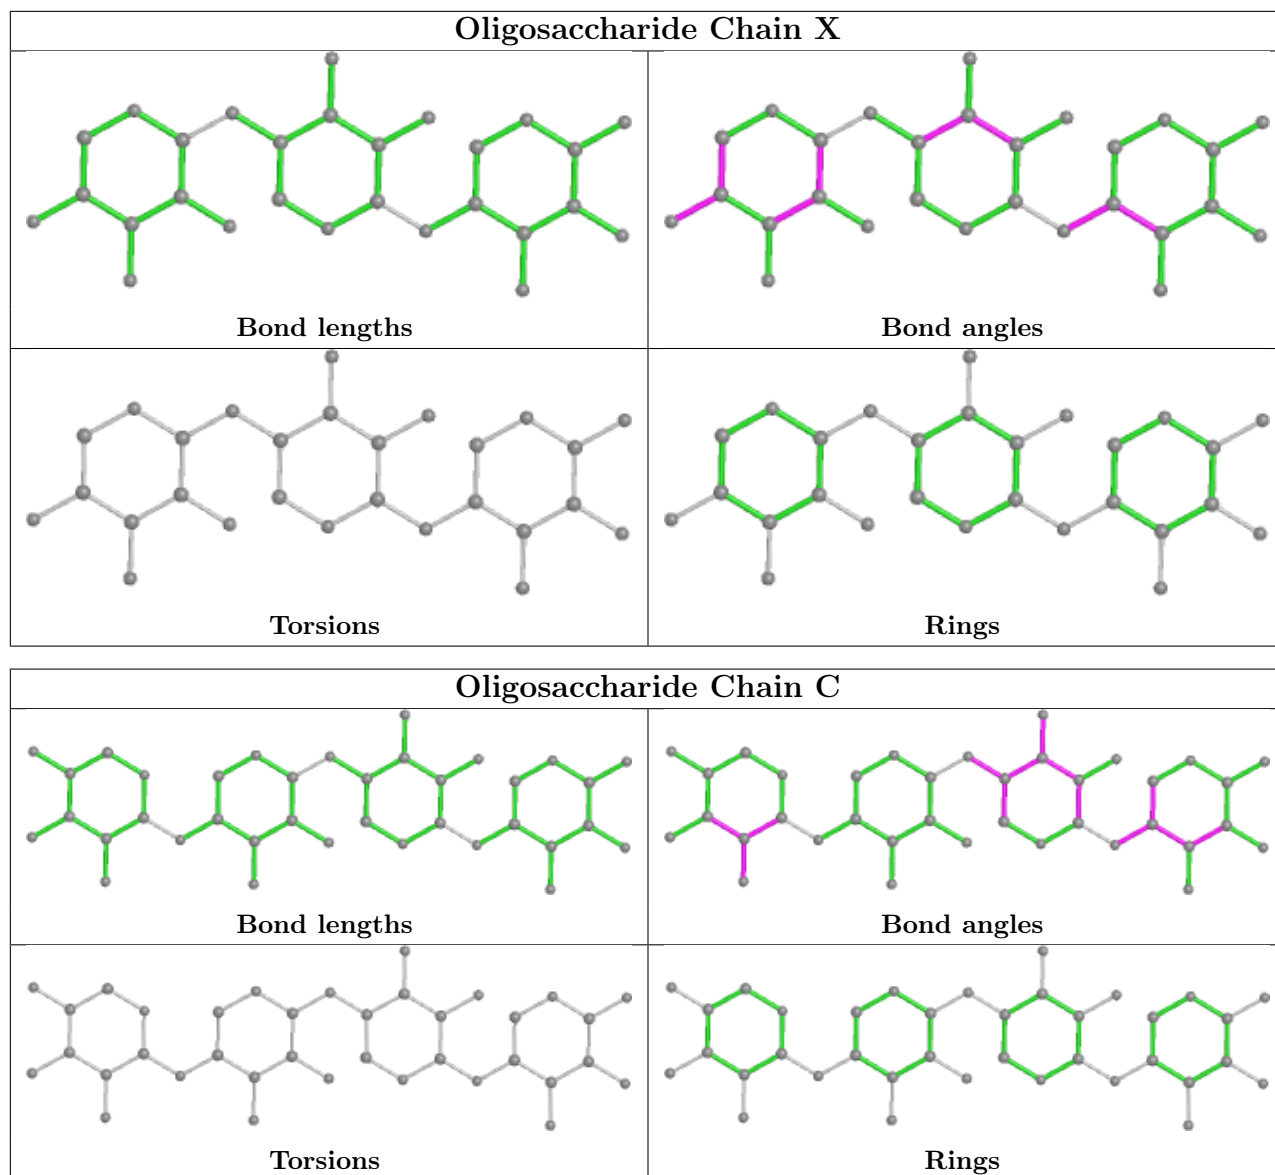 Oligosaccharide Chain X
Bond lengths
Bond angles
Torsions
Rings
Oligosaccharide Chain C
Bond lengths
Bond angles
Torsions
Rings